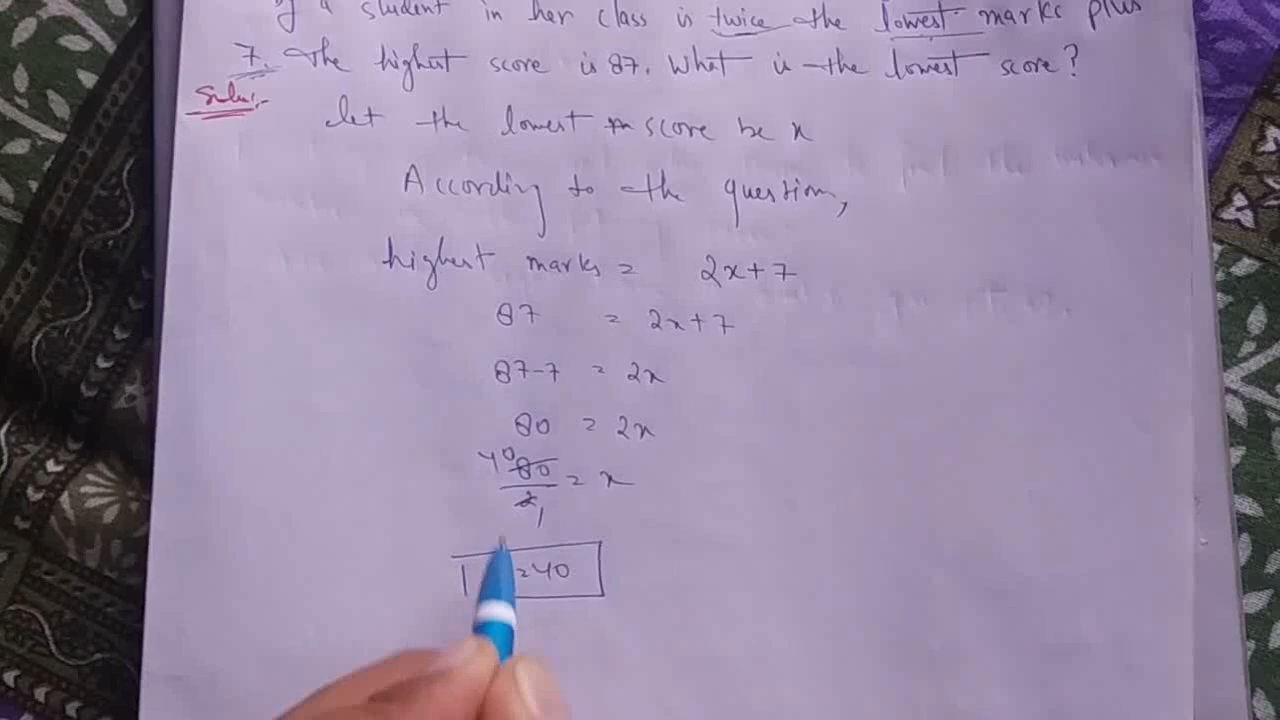 of a student in her class is twice the lowest marks plus
7. The highest score is 87. What is the lowest score?
Soln:-
let the lowest score be x
According to the question,
highest marks = 2x+7
87 = 2x+7
87-7 = 2x
80 = 2x
40 80/2 1 = x
=40